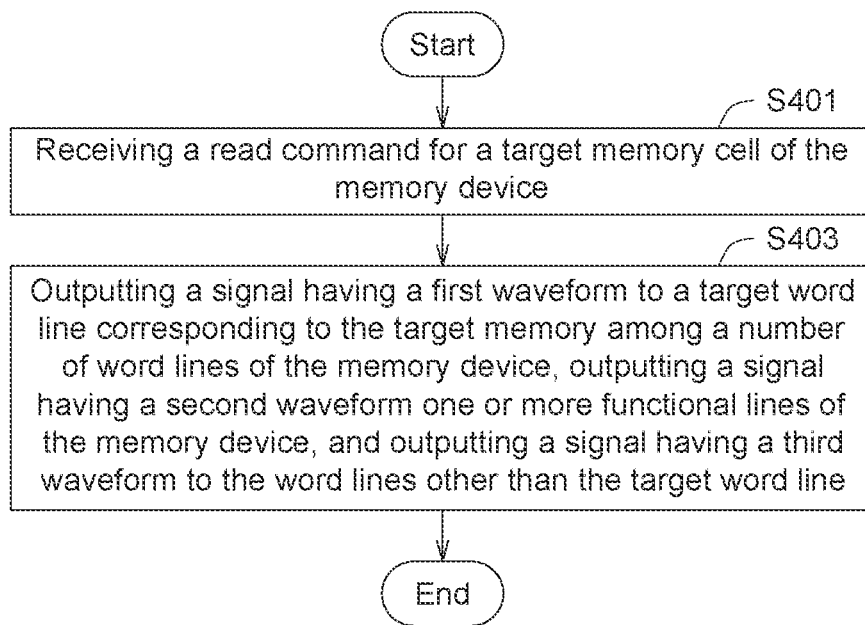 Start
S401
Receiving a read command for a target memory cell of the
memory device
S403
Outputting a signal having a first waveform to a target word
line corresponding to the target memory among a number
of word lines of the memory device, outputting a signal
having a second waveform one or more functional lines of
the memory device, and outputting a signal having a third
waveform to the word lines other than the target word line
End